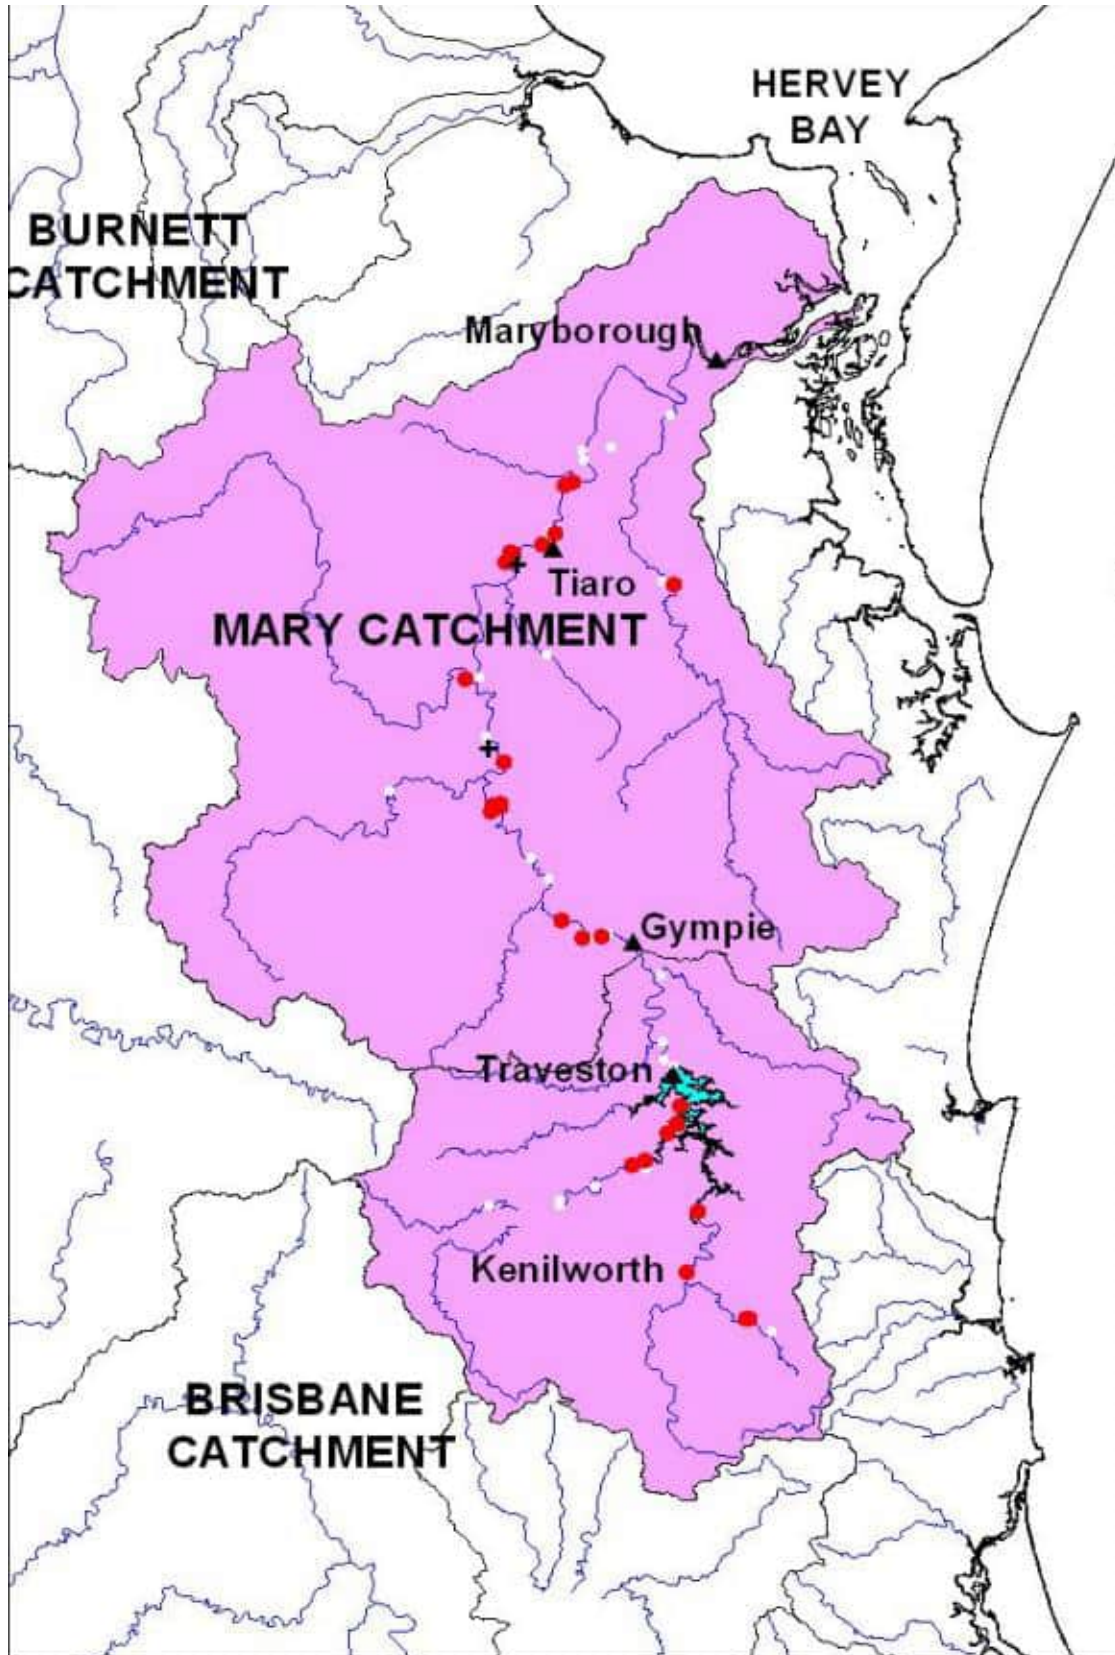 HERVEY
BAY
BURNETT
CATCHMENT
Maryborough
Tiaro
MARY CATCHMENT
Gympie
Traveston
Kenilworth
BRISBANE
CATCHMENT